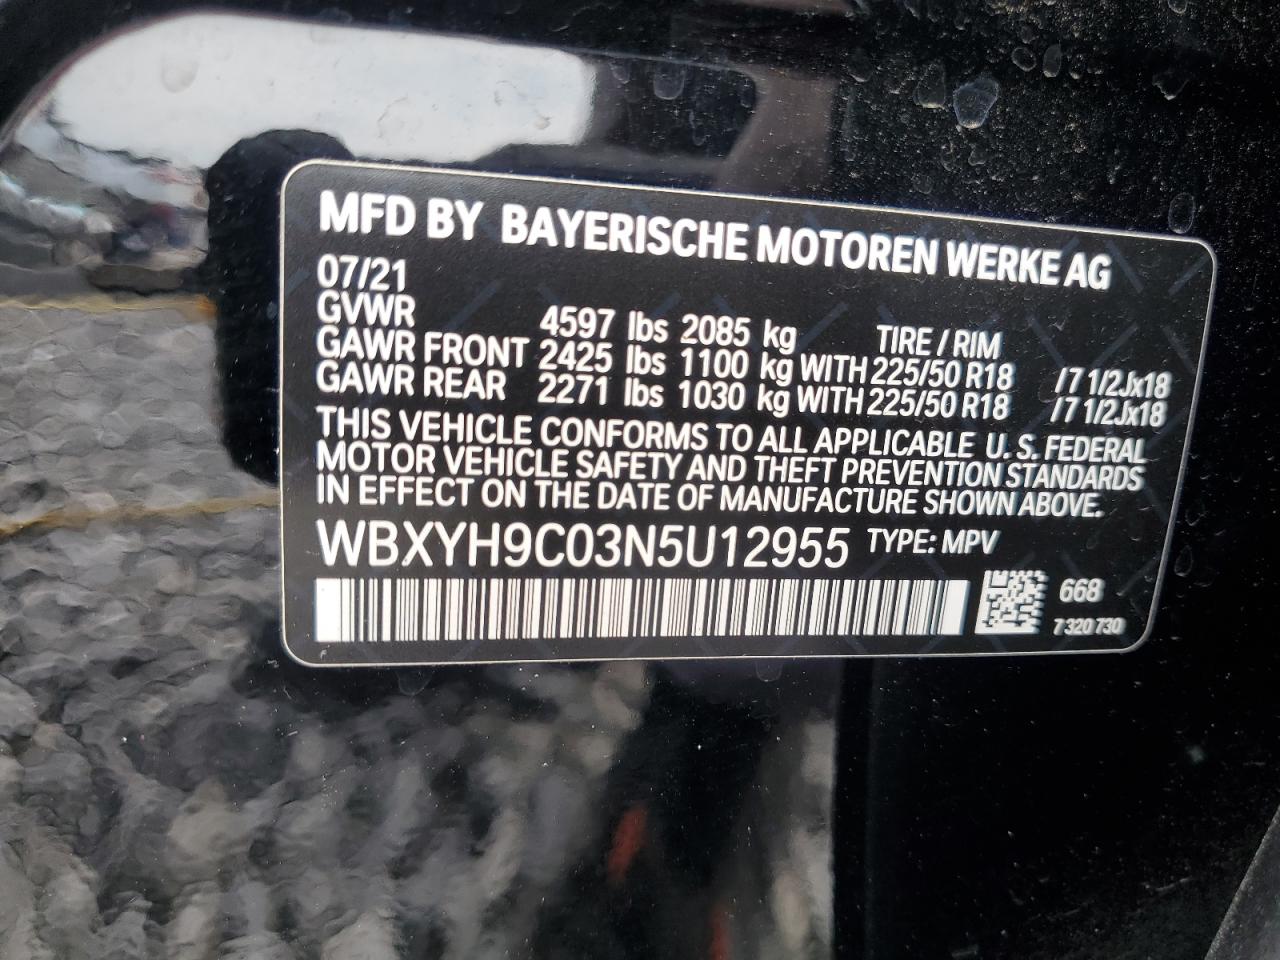 MFD BY BAYERISCHE MOTOREN WERKE AG
07/21
GVWR 4597 lbs 2085 kg TIRE / RIM
GAWR FRONT 2425 lbs 1100 kg WITH 225/50 R18 /7 1/2Jx18
GAWR REAR 2271 lbs 1030 kg WITH 225/50 R18 /7 1/2Jx18
THIS VEHICLE CONFORMS TO ALL APPLICABLE U. S. FEDERAL
MOTOR VEHICLE SAFETY AND THEFT PREVENTION STANDARDS
IN EFFECT ON THE DATE OF MANUFACTURE SHOWN ABOVE.
WBXYH9C03N5U12955 TYPE: MPV
668
7 320 730